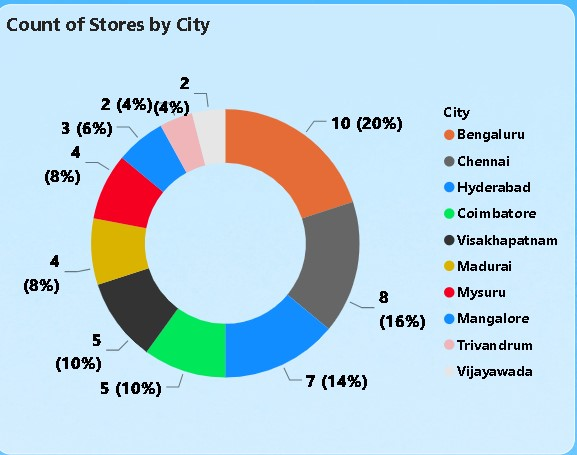 Count of Stores by City
2
(4%)
2 (4%)
3 (6%)
4
(8%)
4
(8%)
5
(10%)
5 (10%)
7 (14%)
8
(16%)
10 (20%)
City
Bengaluru
Chennai
Hyderabad
Coimbatore
Visakhapatnam
Madurai
Mysuru
Mangalore
Trivandrum
Vijayawada